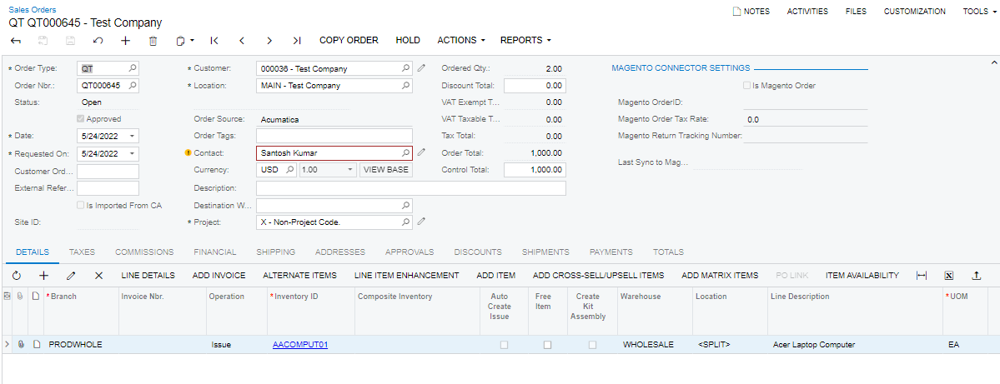 Sales Orders
QT QT000645 - Test Company
NOTES ACTIVITIES FILES CUSTOMIZATION TOOLS
COPY ORDER HOLD ACTIONS REPORTS
* Order Type: QT
Order Nbr.: QT000645
Status: Open
Approved
* Date: 5/24/2022
* Requested On: 5/24/2022
Customer Ord...
External Refer...
Is Imported From CA
Site ID:
* Customer: 000036 - Test Company
* Location: MAIN - Test Company
Order Source: Acumatica
Order Tags:
Contact: Santosh Kumar
Currency: USD 1.00 VIEW BASE
Description:
Destination W...
* Project: X - Non-Project Code.
Ordered Qty.: 2.00
Discount Total: 0.00
VAT Exempt T... 0.00
VAT Taxable T... 0.00
Tax Total: 0.00
Order Total: 1,000.00
Control Total: 1,000.00
MAGENTO CONNECTOR SETTINGS
Is Magento Order
Magento OrderID:
Magento Order Tax Rate: 0.0
Magento Return Tracking Number:
Last Sync to Mag...
DETAILS TAXES COMMISSIONS FINANCIAL SHIPPING ADDRESSES APPROVALS DISCOUNTS SHIPMENTS PAYMENTS TOTALS
LINE DETAILS ADD INVOICE ALTERNATE ITEMS LINE ITEM ENHANCEMENT ADD ITEM ADD CROSS-SELL/UPSELL ITEMS ADD MATRIX ITEMS PO LINK ITEM AVAILABILITY
* Branch Invoice Nbr. Operation * Inventory ID Composite Inventory Auto Create Issue Free Item Create Kit Assembly Warehouse Location Line Description * UOM
PRODWHOLE Issue AACOMPUT01 WHOLESALE <SPLIT> Acer Laptop Computer EA